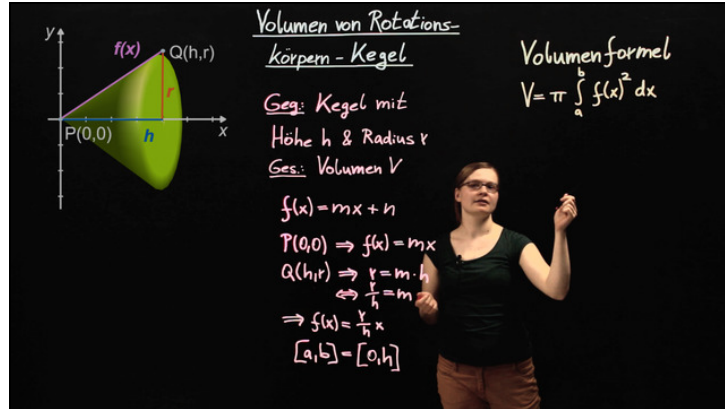 Volumen von Rotations-
körpern - Kegel
y
f(x)
Q(h,r)
r
P(0,0)
h
x
Geg.: Kegel mit
Höhe h & Radius r
Ges.: Volumen V
f(x) = mx + n
P(0,0) ⇒ f(x) = mx
Q(h,r) ⇒ r = m · h
⇔ r/h = m
⇒ f(x) = r/h x
[a,b] = [0,h]
Volumenformel
V = π ∫_a^b f(x)² dx